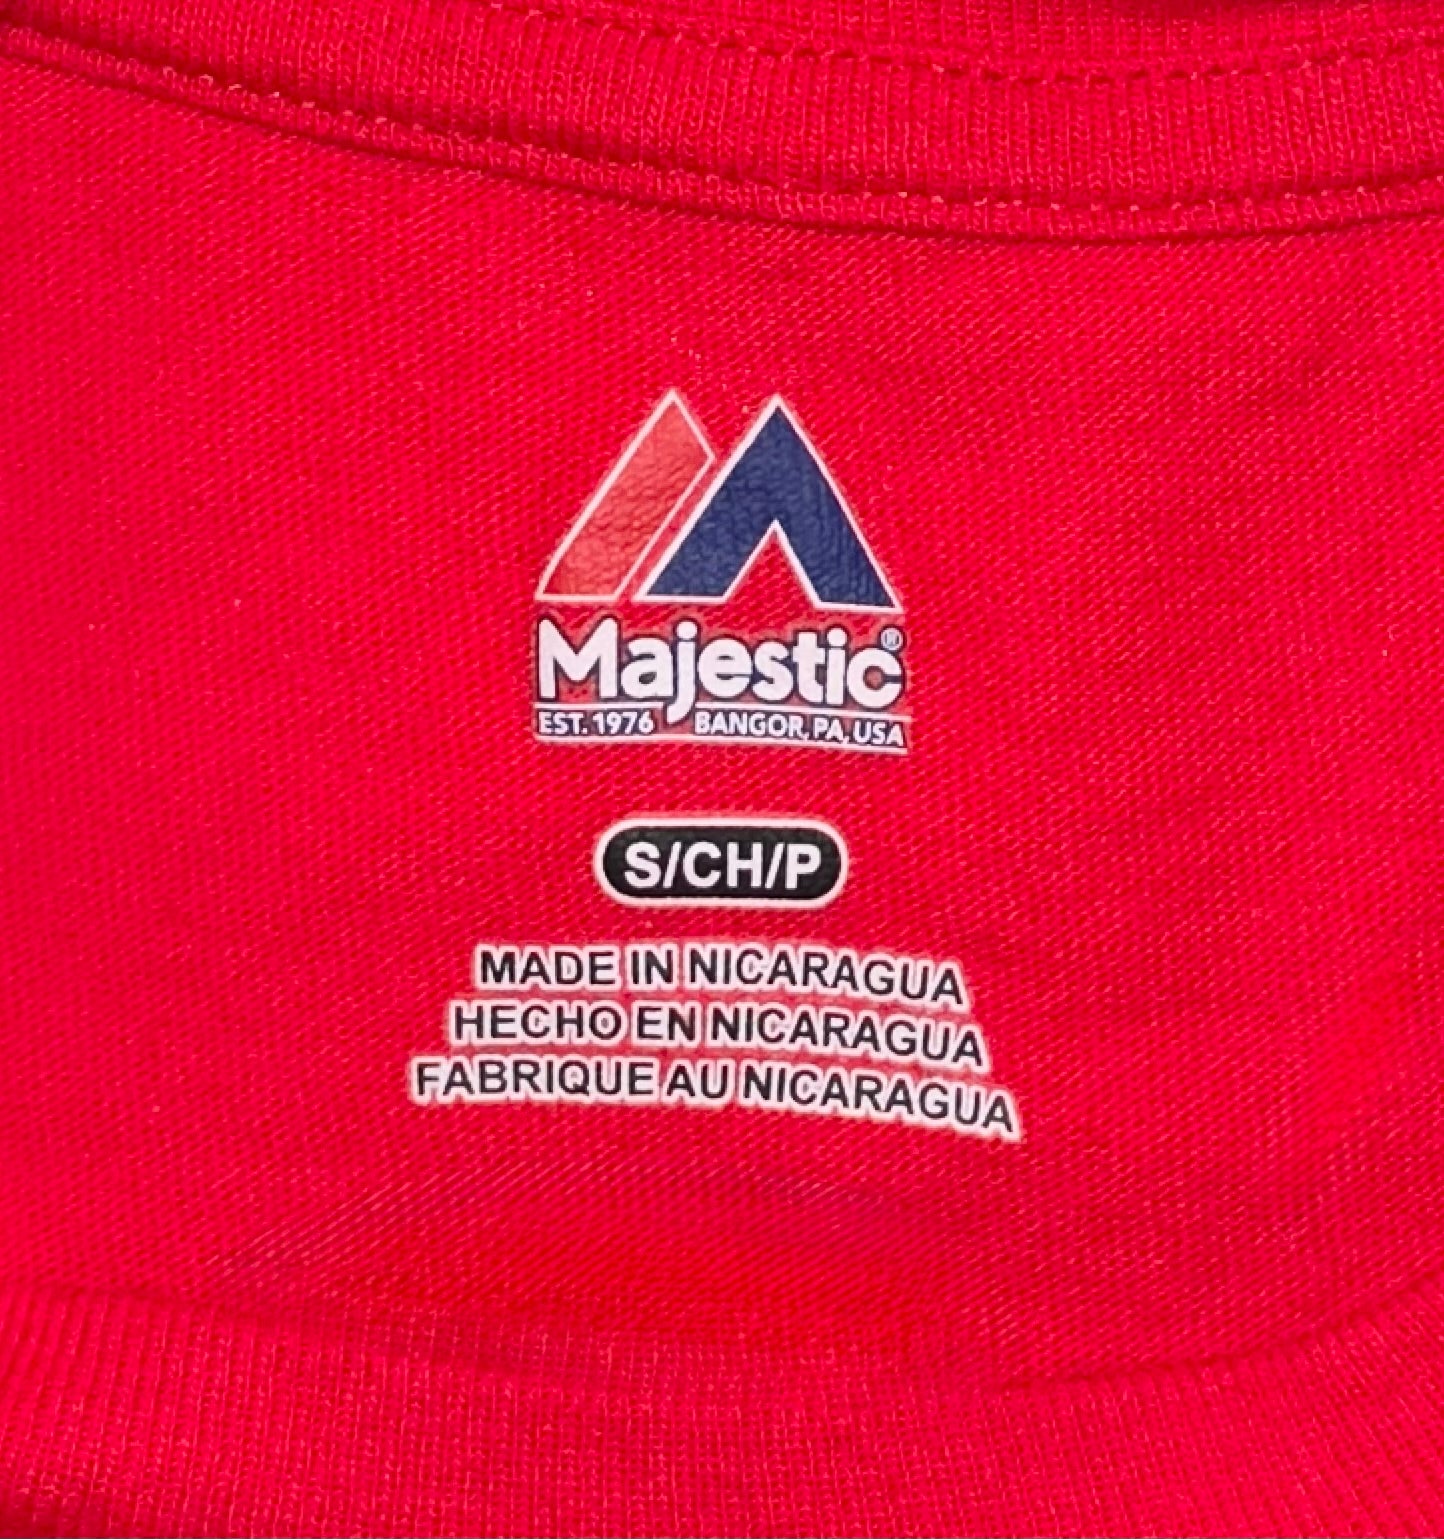 Majestic®
EST. 1976 BANGOR, PA, USA
S/CH/P
MADE IN NICARAGUA
HECHO EN NICARAGUA
FABRIQUE AU NICARAGUA